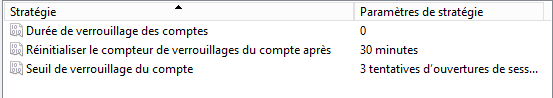 Stratégie Paramètres de stratégie
Durée de verrouillage des comptes 0
Réinitialiser le compteur de verrouillages du compte après 30 minutes
Seuil de verrouillage du compte 3 tentatives d'ouvertures de sess...